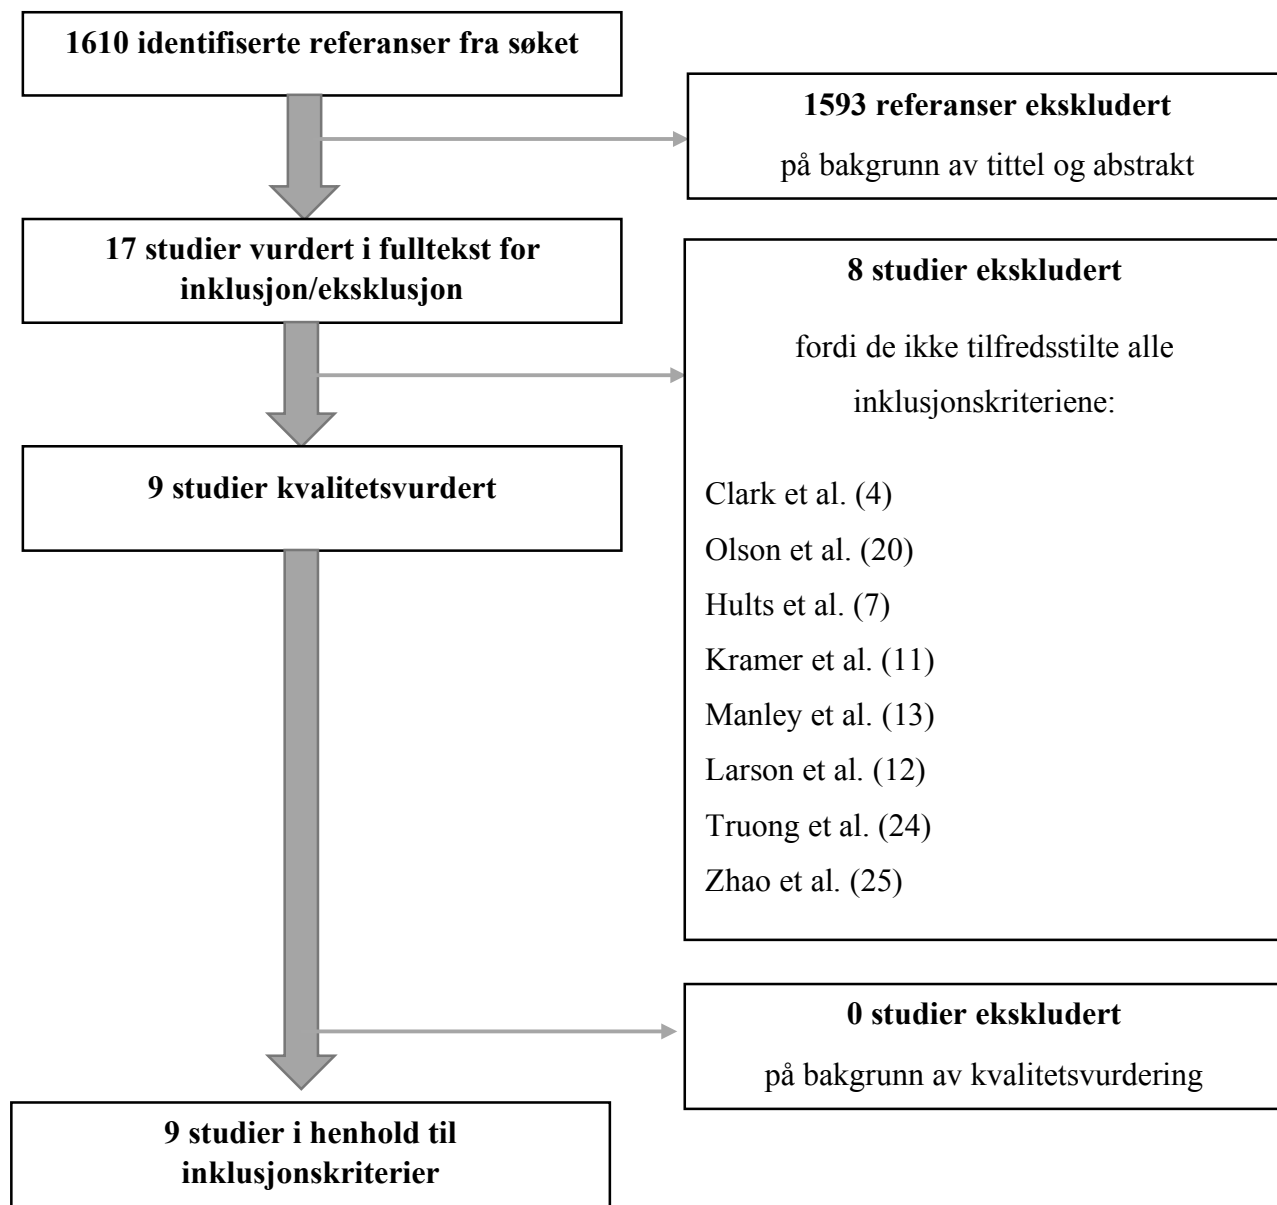 1610 identifiserte referanser fra søket
1593 referanser ekskludert
på bakgrunn av tittel og abstrakt
17 studier vurdert i fulltekst for
inklusjon/eksklusjon
8 studier ekskludert
fordi de ikke tilfredsstilte alle
inklusjonskriteriene:
Clark et al. (4)
Olson et al. (20)
Hults et al. (7)
Kramer et al. (11)
Manley et al. (13)
Larson et al. (12)
Truong et al. (24)
Zhao et al. (25)
9 studier kvalitetsvurdert
0 studier ekskludert
på bakgrunn av kvalitetsvurdering
9 studier i henhold til
inklusjonskriterier